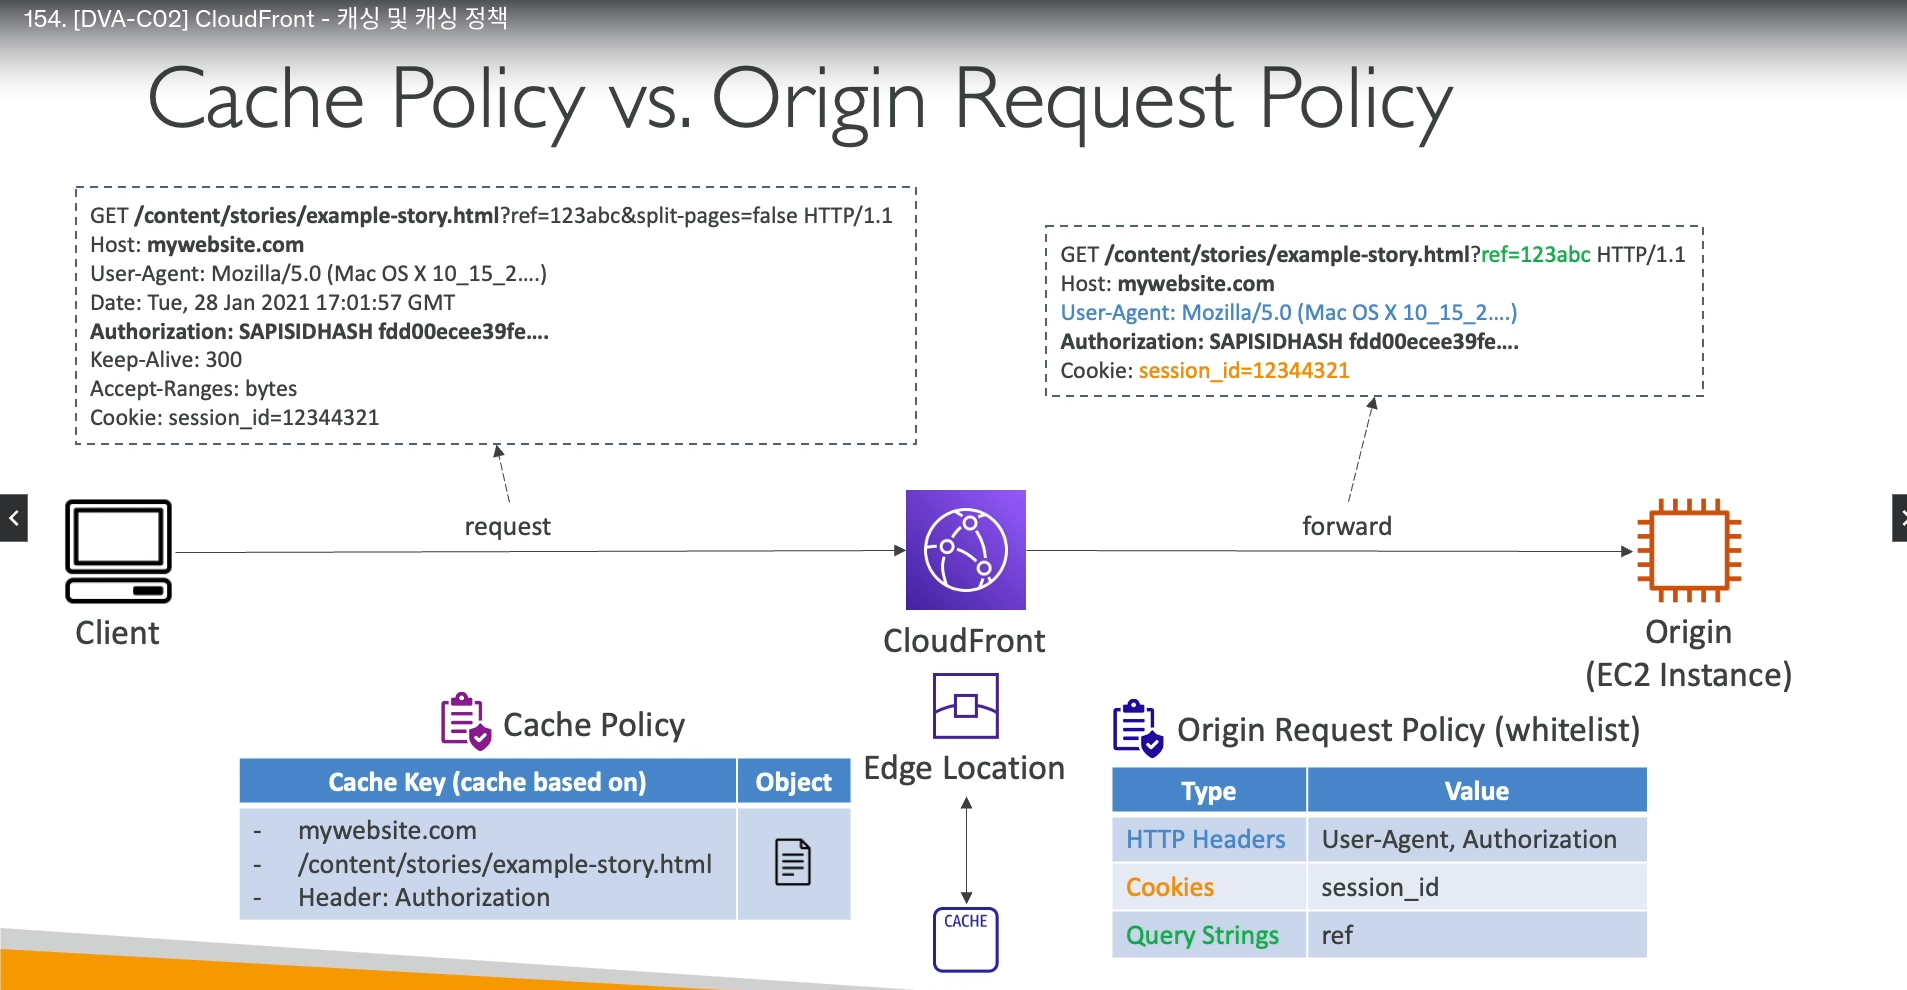 154. [DVA-C02] CloudFront - 캐싱 및 캐싱 정책
Cache Policy vs. Origin Request Policy
GET /content/stories/example-story.html?ref=123abc&split-pages=false HTTP/1.1
Host: mywebsite.com
User-Agent: Mozilla/5.0 (Mac OS X 10_15_2....)
Date: Tue, 28 Jan 2021 17:01:57 GMT
Authorization: SAPISIDHASH fdd00ecee39fe....
Keep-Alive: 300
Accept-Ranges: bytes
Cookie: session_id=12344321
GET /content/stories/example-story.html?ref=123abc HTTP/1.1
Host: mywebsite.com
User-Agent: Mozilla/5.0 (Mac OS X 10_15_2....)
Authorization: SAPISIDHASH fdd00ecee39fe....
Cookie: session_id=12344321
request
forward
Client
CloudFront
Origin
(EC2 Instance)
Edge Location
CACHE
Cache Policy
Cache Key (cache based on)
Object
- mywebsite.com
- /content/stories/example-story.html
- Header: Authorization
Origin Request Policy (whitelist)
Type
Value
HTTP Headers
User-Agent, Authorization
Cookies
session_id
Query Strings
ref